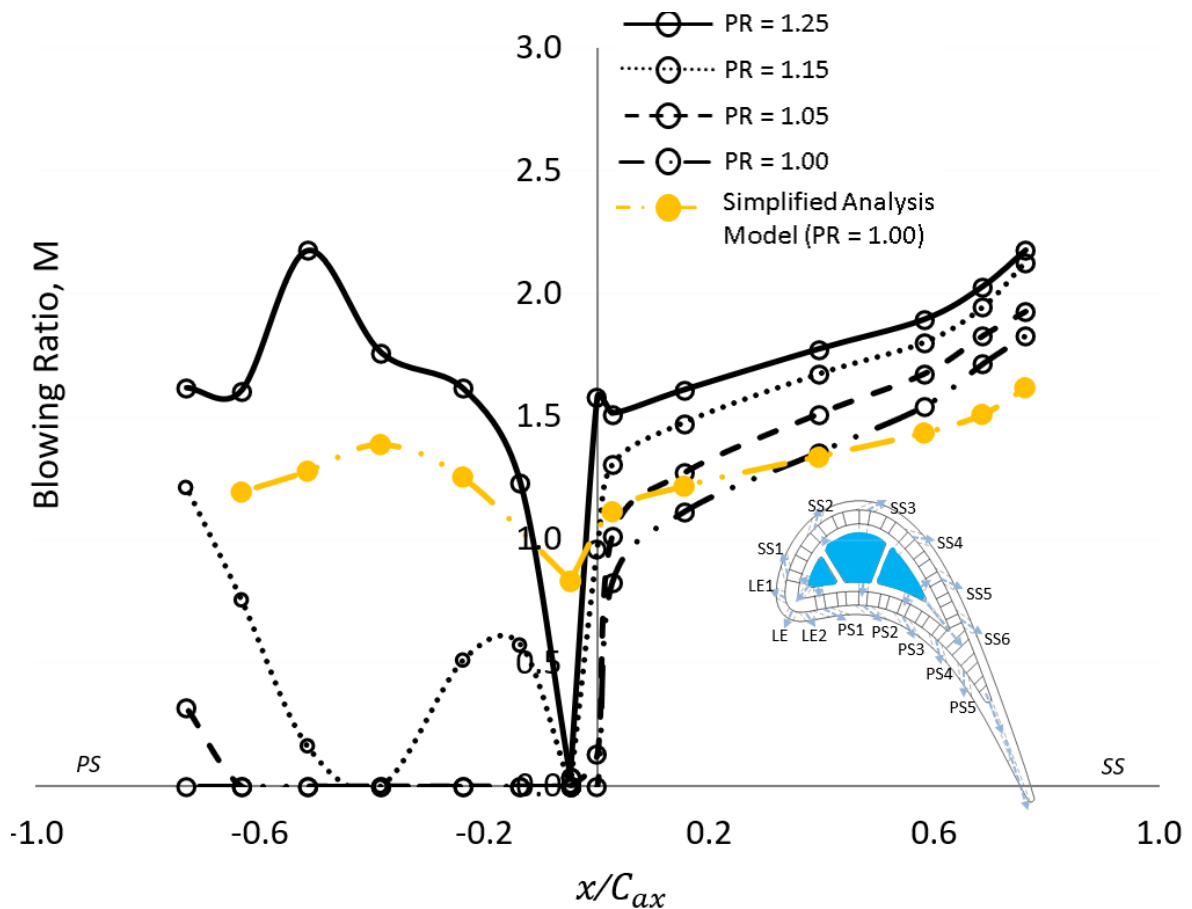 PR = 1.25
PR = 1.15
PR = 1.05
PR = 1.00
Simplified Analysis
Model (PR = 1.00)
Blowing Ratio, M
3.0
2.5
2.0
1.5
1.0
0.5
0.0
PS
SS
-1.0
-0.6
-0.2
0.2
0.6
1.0
x/Cax
SS2
SS3
SS1
SS4
LE1
SS5
LE
LE2
PS1
PS2
SS6
PS3
PS4
PS5